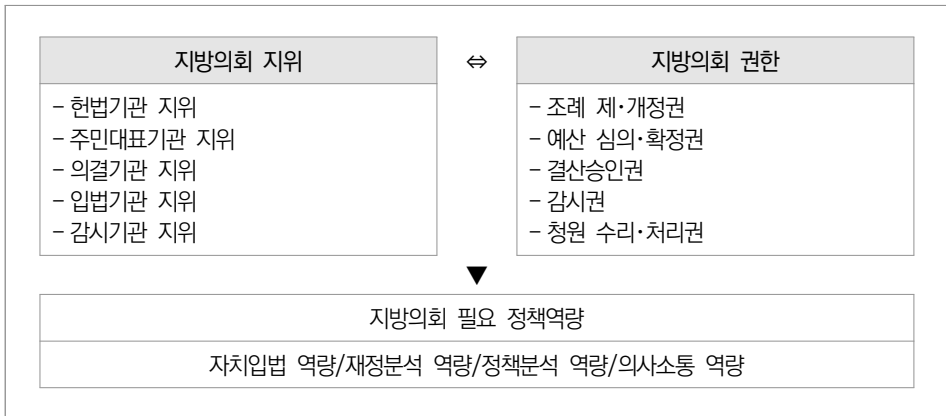 지방의회 지위 ⇔ 지방의회 권한
- 헌법기관 지위
- 주민대표기관 지위
- 의결기관 지위
- 입법기관 지위
- 감시기관 지위
- 조례 제·개정권
- 예산 심의·확정권
- 결산승인권
- 감시권
- 청원 수리·처리권
▼
지방의회 필요 정책역량
자치입법 역량/재정분석 역량/정책분석 역량/의사소통 역량